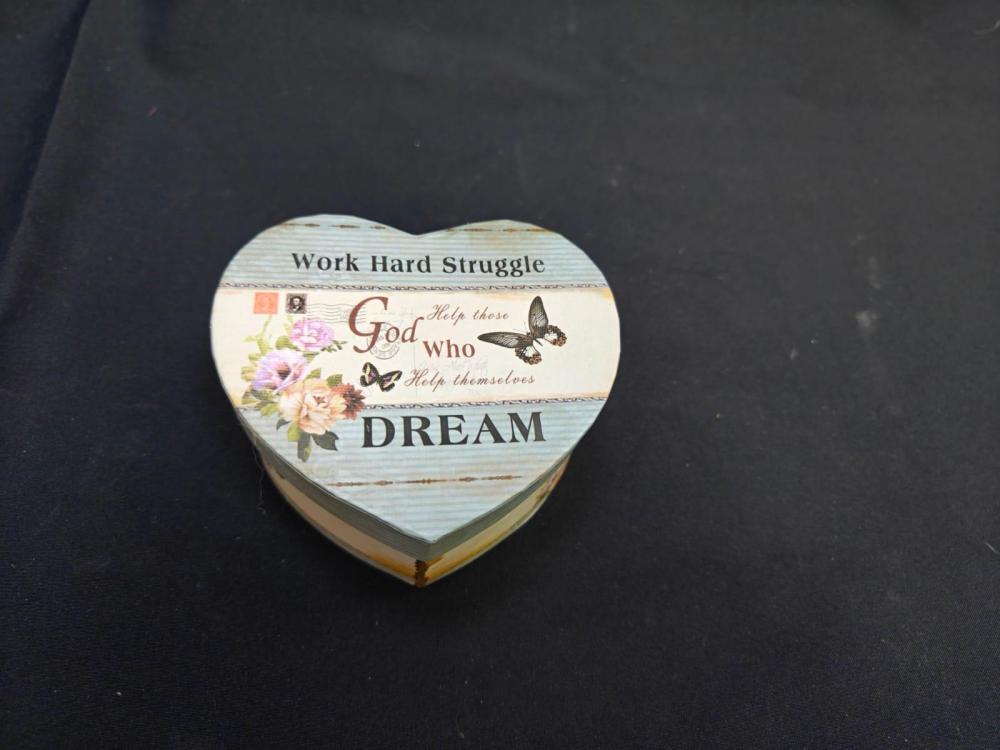 Work Hard Struggle
God Help those
Who
Help themselves
DREAM